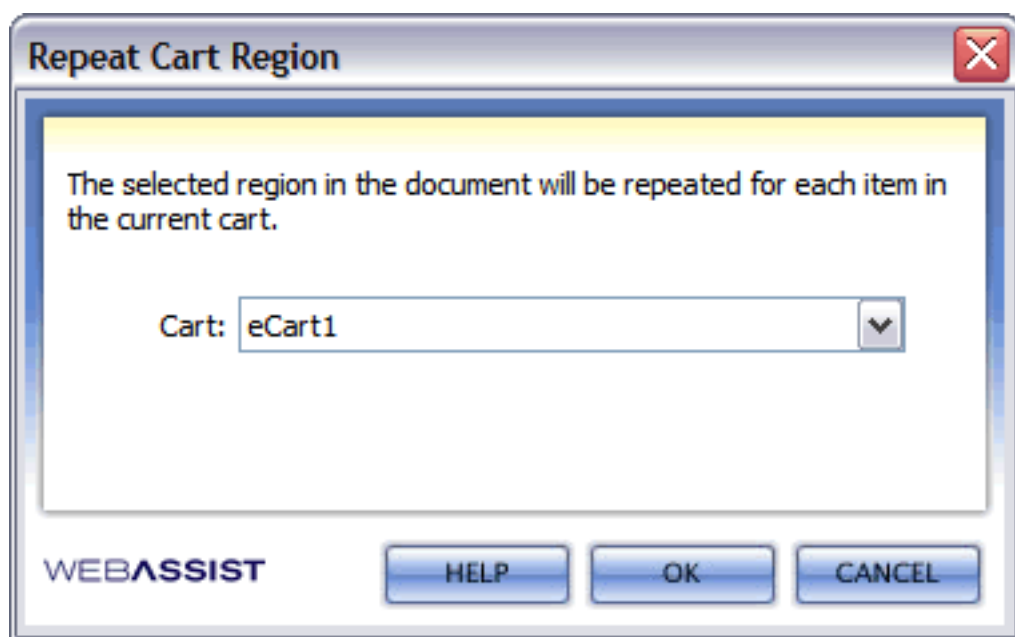 Repeat Cart Region
The selected region in the document will be repeated for each item in
the current cart.
Cart: eCart1
WEBASSIST HELP OK CANCEL